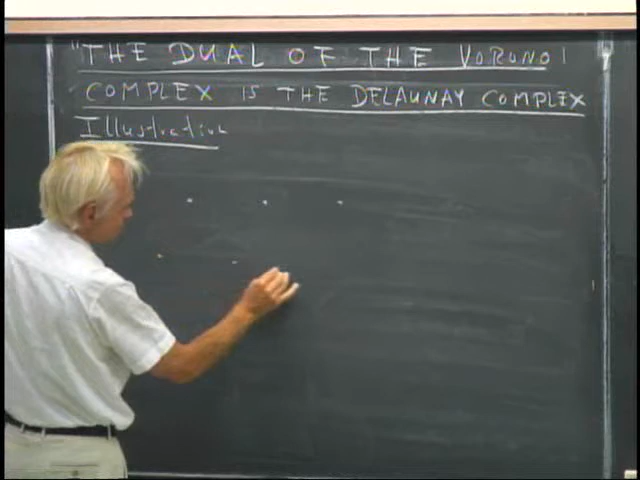 "THE DUAL OF THE VORONOI
COMPLEX IS THE DELAUNAY COMPLEX
Illustration